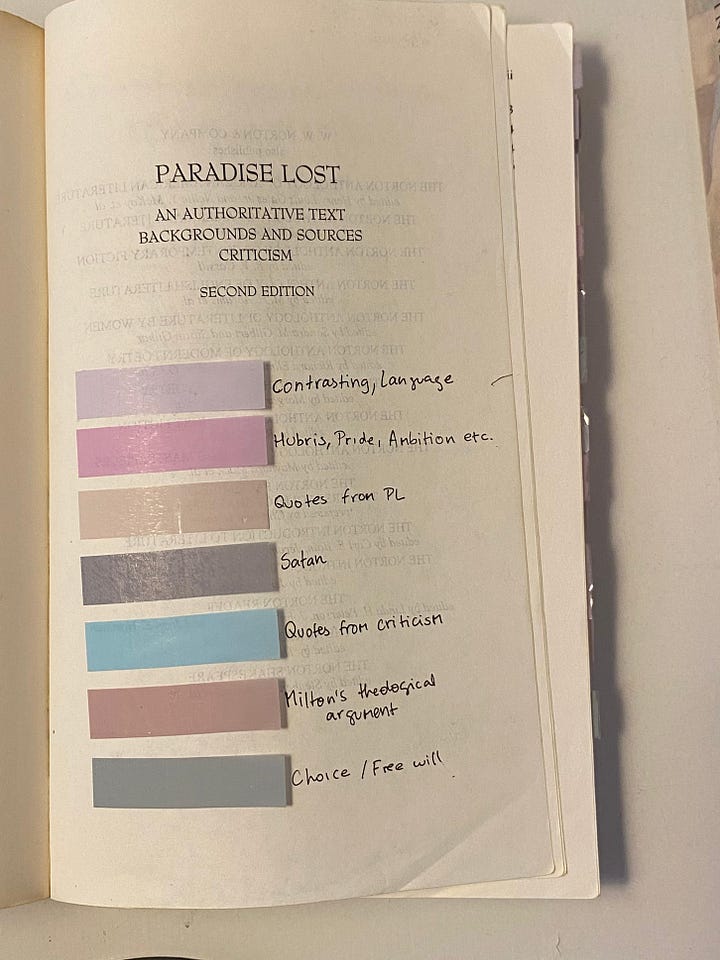 PARADISE LOST
AN AUTHORITATIVE TEXT
BACKGROUNDS AND SOURCES
CRITICISM
SECOND EDITION
Contrasting, language
Hubris, Pride, Ambition etc.
Quotes from PL
Satan
Quotes from criticism
Milton's theological
argument
Choice / Free will